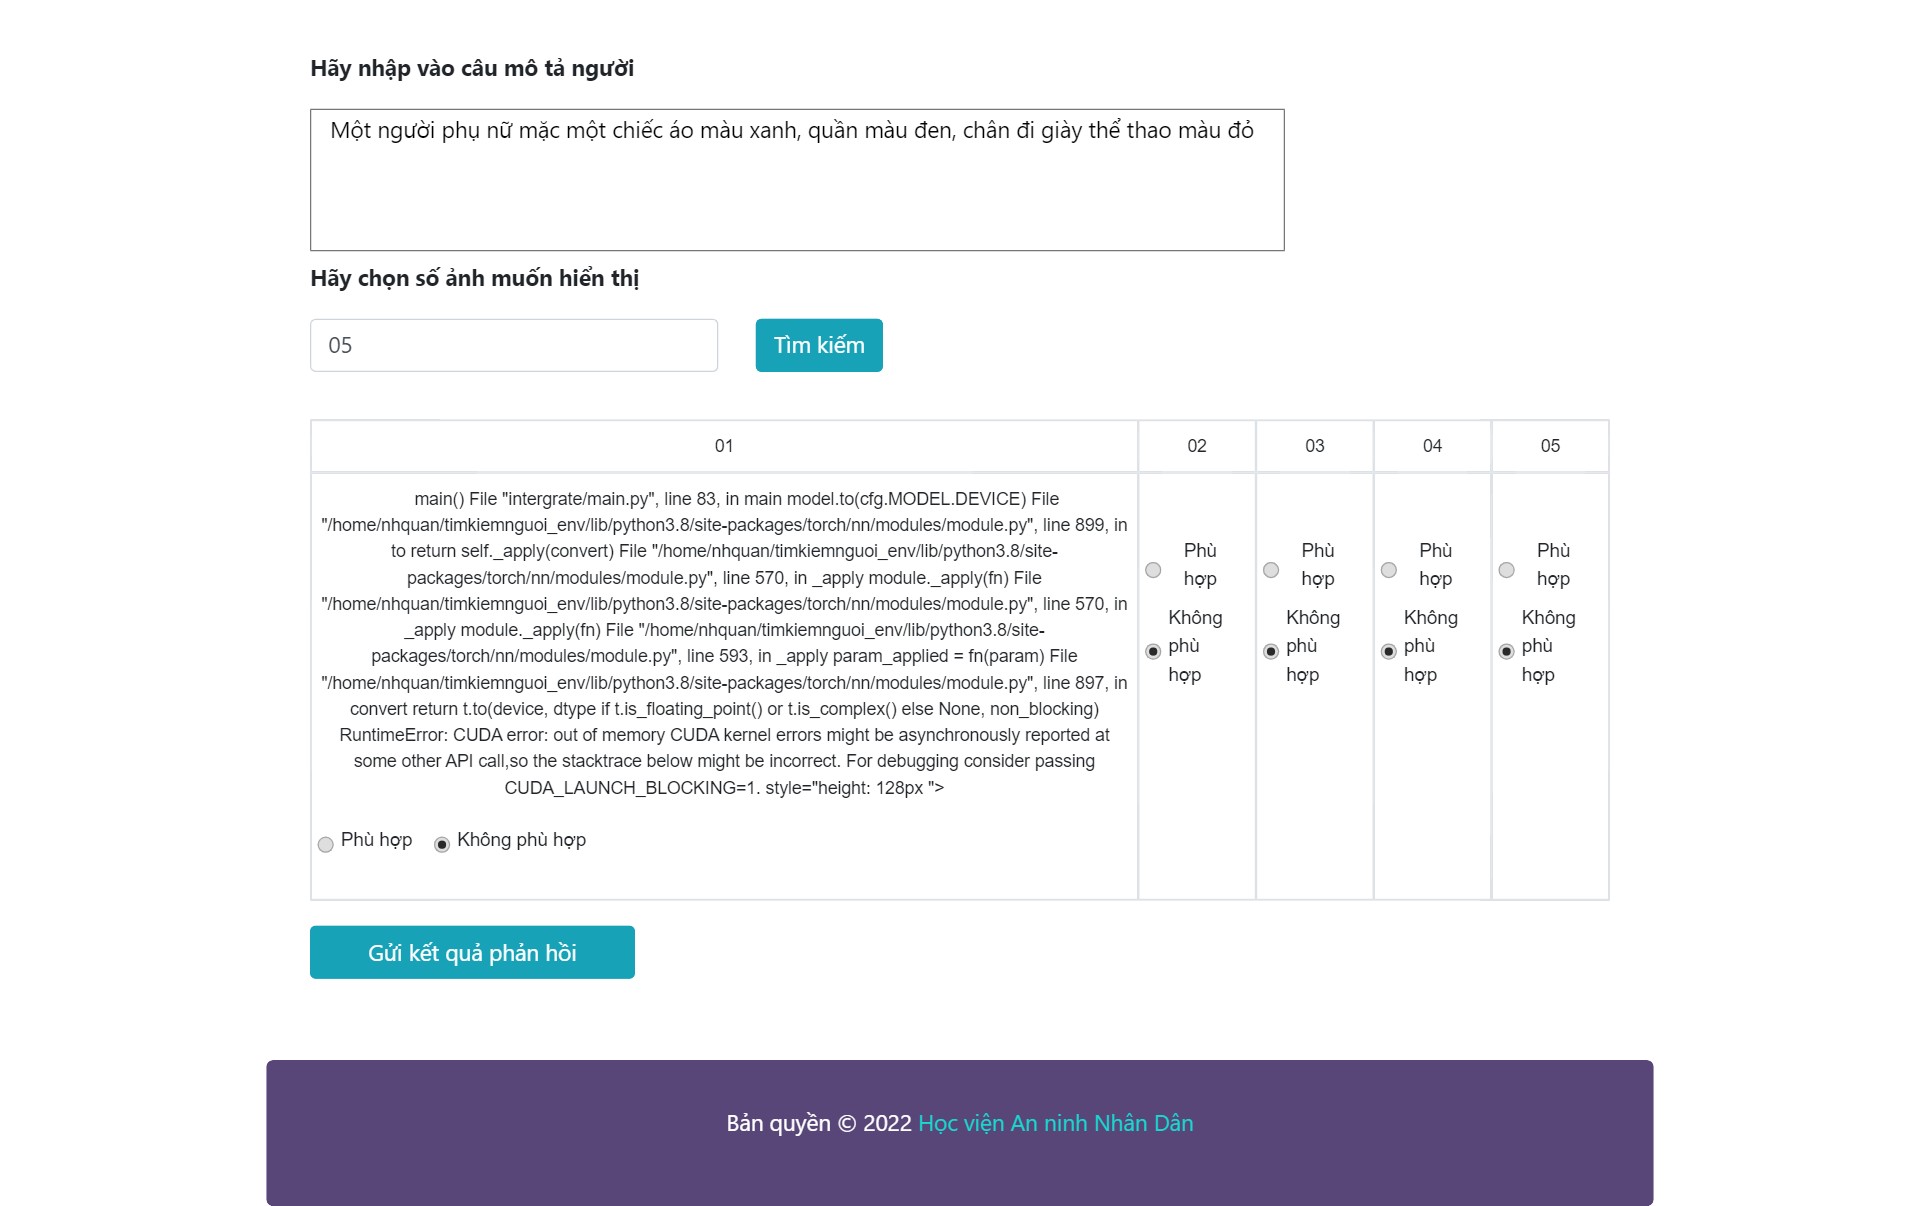 Hãy nhập vào câu mô tả người
Một người phụ nữ mặc một chiếc áo màu xanh, quần màu đen, chân đi giày thể thao màu đỏ
Hãy chọn số ảnh muốn hiển thị
05
Tìm kiếm
01
02
03
04
05
main() File "intergrate/main.py", line 83, in main model.to(cfg.MODEL.DEVICE) File
"/home/nhquan/timkiemnguoi_env/lib/python3.8/site-packages/torch/nn/modules/module.py", line 899, in
to return self._apply(convert) File "/home/nhquan/timkiemnguoi_env/lib/python3.8/site-
packages/torch/nn/modules/module.py", line 570, in _apply module._apply(fn) File
"/home/nhquan/timkiemnguoi_env/lib/python3.8/site-packages/torch/nn/modules/module.py", line 570, in
_apply module._apply(fn) File "/home/nhquan/timkiemnguoi_env/lib/python3.8/site-
packages/torch/nn/modules/module.py", line 593, in _apply param_applied = fn(param) File
"/home/nhquan/timkiemnguoi_env/lib/python3.8/site-packages/torch/nn/modules/module.py", line 897, in
convert return t.to(device, dtype if t.is_floating_point() or t.is_complex() else None, non_blocking)
RuntimeError: CUDA error: out of memory CUDA kernel errors might be asynchronously reported at
some other API call,so the stacktrace below might be incorrect. For debugging consider passing
CUDA_LAUNCH_BLOCKING=1. style="height: 128px ">
Phù hợp
Không phù hợp
Phù
hợp
Không
phù
hợp
Phù
hợp
Không
phù
hợp
Phù
hợp
Không
phù
hợp
Phù
hợp
Không
phù
hợp
Gửi kết quả phản hồi
Bản quyền © 2022 Học viện An ninh Nhân Dân